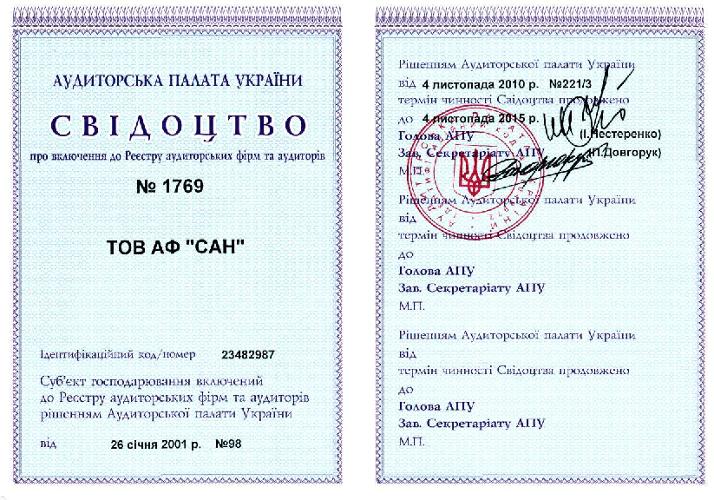 АУДИТОРСЬКА ПАЛАТА УКРАЇНИ
СВІДОЦТВО
про включення до Реєстру аудиторських фірм та аудиторів
№ 1769
ТОВ АФ "САН"
Ідентифікаційний код/номер 23482987
Суб'єкт господарювання включений
до Реєстру аудиторських фірм та аудиторів
рішенням Аудиторської палати України
від 26 січня 2001 р. №98
Рішенням Аудиторської палати України
від 4 листопада 2010 р. №221/3
термін чинності Свідоцтва продовжено
до 4 листопада 2015 р.
Голова АПУ (І.Нестеренко)
Зав. Секретаріату АПУ (П.Довгорук)
М.П.
Рішенням Аудиторської палати України
від
термін чинності Свідоцтва продовжено
до
Голова АПУ
Зав. Секретаріату АПУ
М.П.
Рішенням Аудиторської палати України
від
термін чинності Свідоцтва продовжено
до
Голова АПУ
Зав. Секретаріату АПУ
М.П.